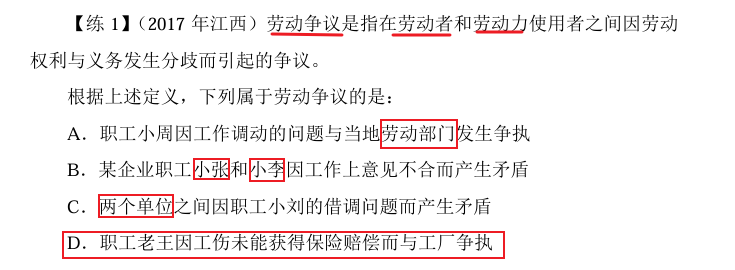 【练 1】（2017 年江西）劳动争议是指在劳动者和劳动力使用者之间因劳动
权利与义务发生分歧而引起的争议。
根据上述定义，下列属于劳动争议的是：
A．职工小周因工作调动的问题与当地劳动部门发生争执
B．某企业职工小张和小李因工作上意见不合而产生矛盾
C．两个单位之间因职工小刘的借调问题而产生矛盾
D．职工老王因工伤未能获得保险赔偿而与工厂争执